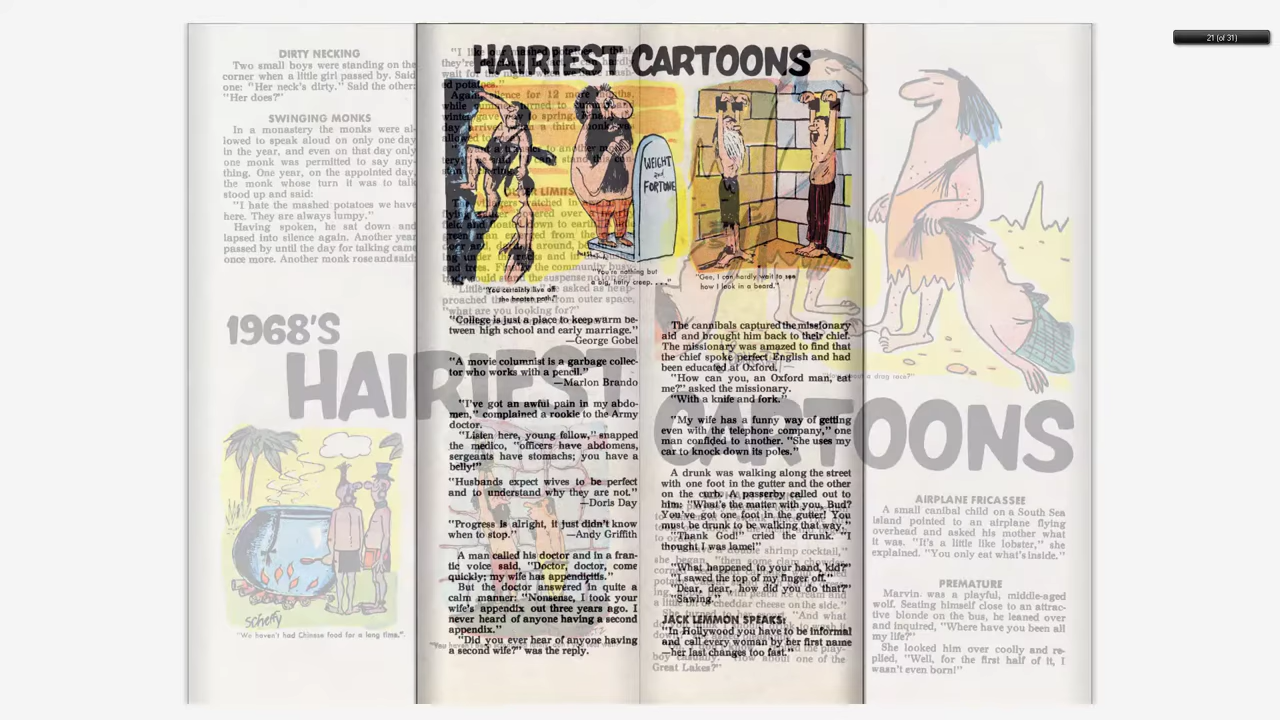 21 (of 31)
HAIRIEST CARTOONS
DIRTY NECKING
Two small boys were standing on the
corner when a little girl passed by. Said
one: "Her neck's dirty." Said the other:
"Her does?"
SWINGING MONKS
In a monastery the monks were al-
lowed to speak aloud on only one day
in the year, and even on that day only
one monk was permitted to say any-
thing. One year, on the appointed day,
the monk whose turn it was to talk
stood up and said:
"I hate the mashed potatoes we have
here. They are always lumpy."
Having spoken, he sat down and
lapsed into silence again. Another year
passed by until the day for talking came
once more. Another monk rose and said:
1968'S
HAIRIEST
CARTOONS
schefy
"We haven't had Chinese food for a long time."
WEIGHT
and
FORTUNE
"You certainly live off
the beaten path."
"You're nothing but
a big, hairy creep. . . ."
"Gee, I can hardly wait to see
how I look in a beard."
"College is just a place to keep warm be-
tween high school and early marriage."
—George Gobel
"A movie columnist is a garbage collec-
tor who works with a pencil."
—Marlon Brando
"I've got an awful pain in my abdo-
men," complained a rookie to the Army
doctor.
"Listen here, young fellow," snapped
the medico, "officers have abdomens,
sergeants have stomachs; you have a
belly!"
"Husbands expect wives to be perfect
and to understand why they are not."
—Doris Day
"Progress is alright, it just didn't know
when to stop."
—Andy Griffith
A man called his doctor and in a fran-
tic voice said, "Doctor, doctor, come
quickly; my wife has appendicitis."
But the doctor answered in quite a
calm manner: "Nonsense, I took your
wife's appendix out three years ago. I
never heard of anyone having a second
appendix."
"Did you ever hear of anyone having
a second wife?" was the reply.
The cannibals captured the missionary
and brought him back to their chief.
The missionary was amazed to find that
the chief spoke perfect English and had
been educated at Oxford.
"How can you, an Oxford man, eat
me?" asked the missionary.
"With a knife and fork."
"My wife has a funny way of getting
even with the telephone company," one
man confided to another. "She uses my
car to knock down its poles."
A drunk was walking along the street
with one foot in the gutter and the other
on the curb. A passerby called out to
him: "What's the matter with you, Bud?
You've got one foot in the gutter! You
must be drunk to be walking that way."
"Thank God!" cried the drunk. "I
thought I was lame!"
"What happened to your hand, kid?"
"I sawed the top of my finger off."
"Dear, dear, how did you do that?"
"Sawing."
JACK LEMMON SPEAKS:
"In Hollywood you have to be informal
and call every woman by her first name
—her last changes too fast."
Great Lakes?"
AIRPLANE FRICASSEE
A small canibal child on a South Sea
island pointed to an airplane flying
overhead and asked his mother what
it was. "It's a little like lobster," she
explained. "You only eat what's inside."
PREMATURE
Marvin was a playful, middle-aged
wolf. Seating himself close to an attrac-
tive blonde on the bus, he leaned over
and inquired, "Where have you been all
my life?"
She looked him over coolly and re-
plied, "Well, for the first half of it, I
wasn't even born!"